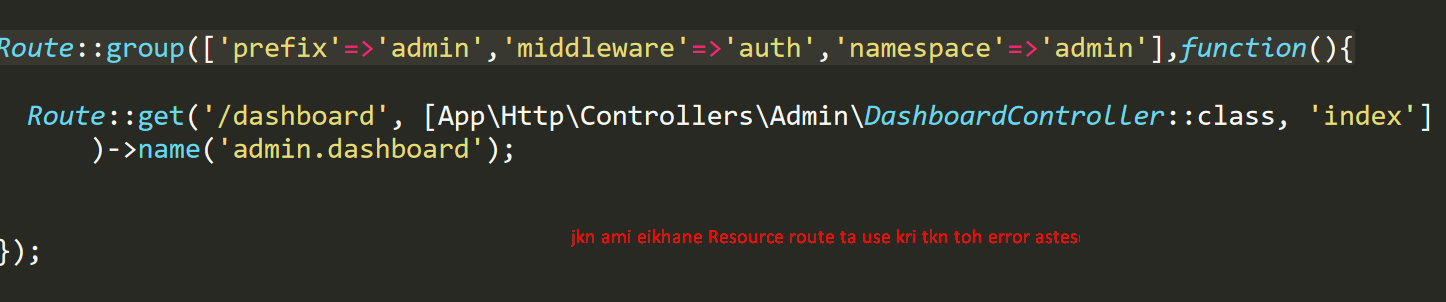 Route::group(['prefix'=>'admin','middleware'=>'auth','namespace'=>'admin'],function(){
Route::get('/dashboard', [App\Http\Controllers\Admin\DashboardController::class, 'index']
)->name('admin.dashboard');
jkn ami eikhane Resource route ta use kri tkn toh error astes
});